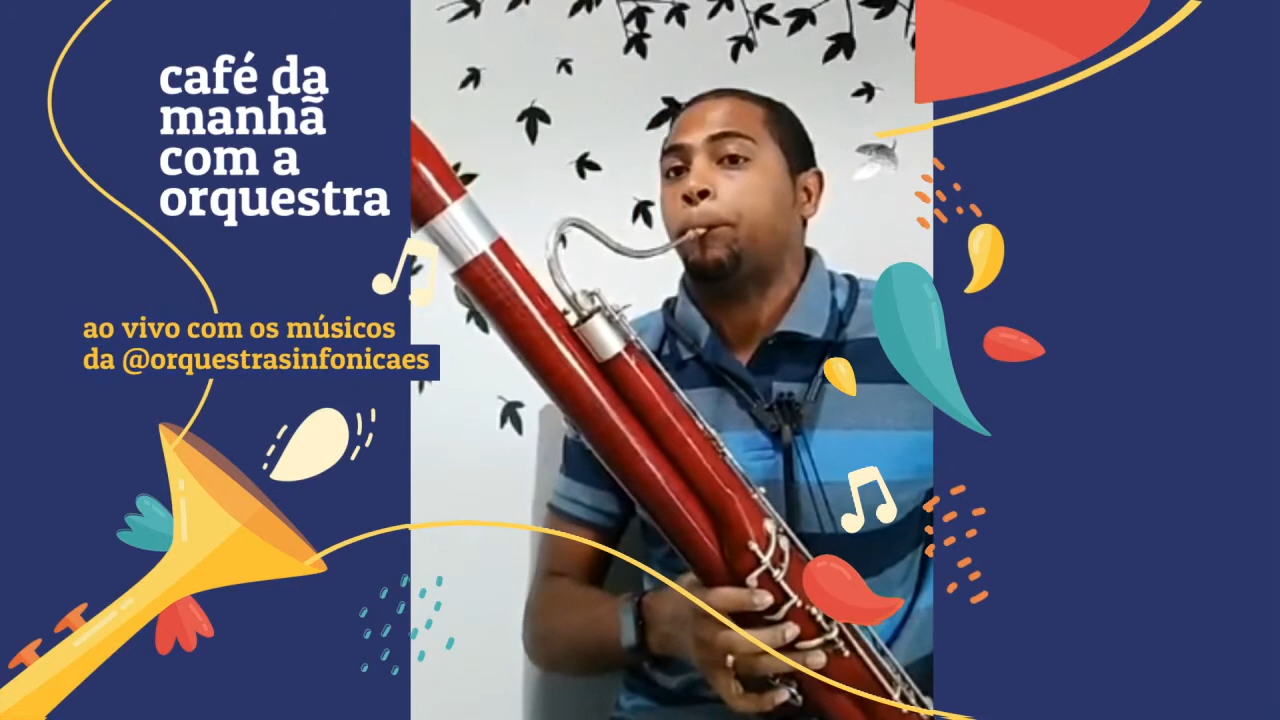 café da
manhã
com a
orquestra
ao vivo com os músicos
da @orquestrasinfonicaes